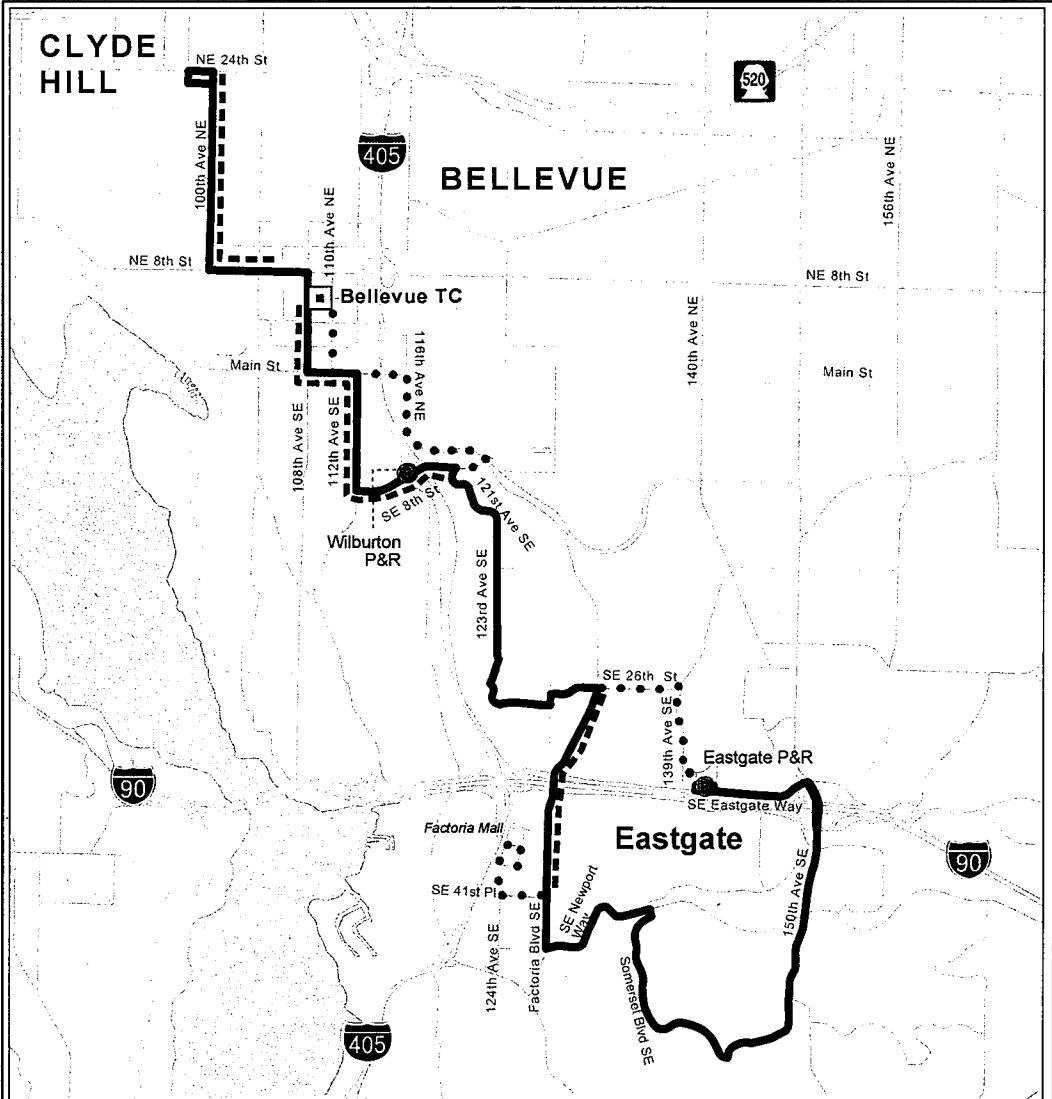 CLYDE
HILL
NE 24th St
520
100th Ave NE
405
BELLEVUE
156th Ave NE
110th Ave NE
NE 8th St
NE 8th St
Bellevue TC
140th Ave NE
116th Ave NE
Main St
Main St
108th Ave SE
112th Ave SE
SE 8th St
121st Ave SE
Wilburton
P&R
123rd Ave SE
SE 26th St
139th Ave SE
Eastgate P&R
90
SE Eastgate Way
Factoria Mall
Eastgate
90
SE 41st Pl
SE Newport
Way
150th Ave SE
124th Ave SE
Factoria Blvd SE
Somerset Blvd SE
405